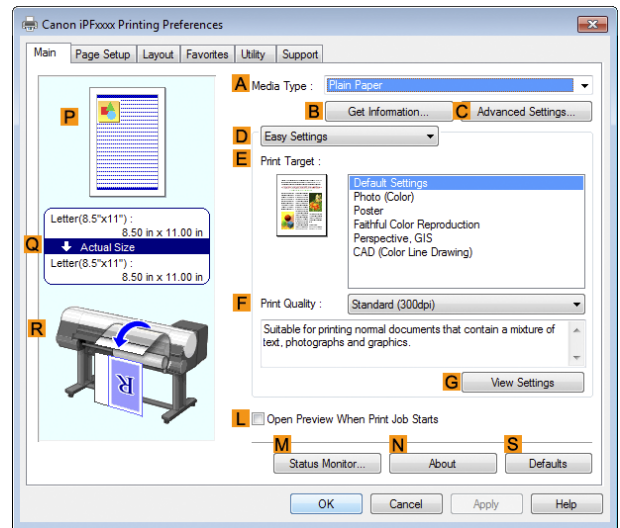 Canon iPFxxxx Printing Preferences
Main Page Setup Layout Favorites Utility Support
A Media Type : Plain Paper
B Get Information... C Advanced Settings...
D Easy Settings
E Print Target :
Default Settings
Photo (Color)
Poster
Faithful Color Reproduction
Perspective, GIS
CAD (Color Line Drawing)
F Print Quality : Standard (300dpi)
Suitable for printing normal documents that contain a mixture of
text, photographs and graphics.
G View Settings
L Open Preview When Print Job Starts
M Status Monitor... N About S Defaults
P
Q Letter(8.5"x11") :
8.50 in x 11.00 in
Actual Size
Letter(8.5"x11") :
8.50 in x 11.00 in
R
R
OK Cancel Apply Help